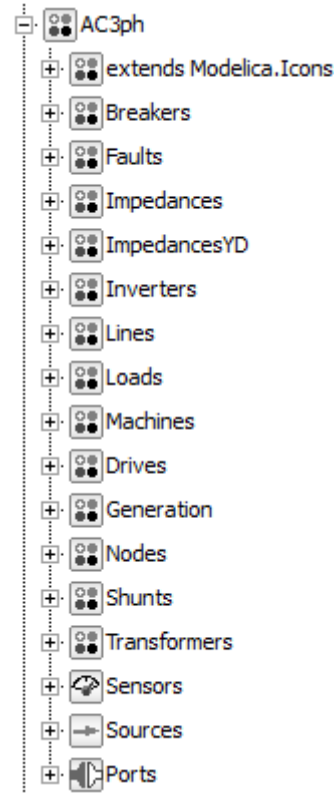 AC3ph
extends Modelica.Icons
Breakers
Faults
Impedances
ImpedancesYD
Inverters
Lines
Loads
Machines
Drives
Generation
Nodes
Shunts
Transformers
Sensors
Sources
Ports